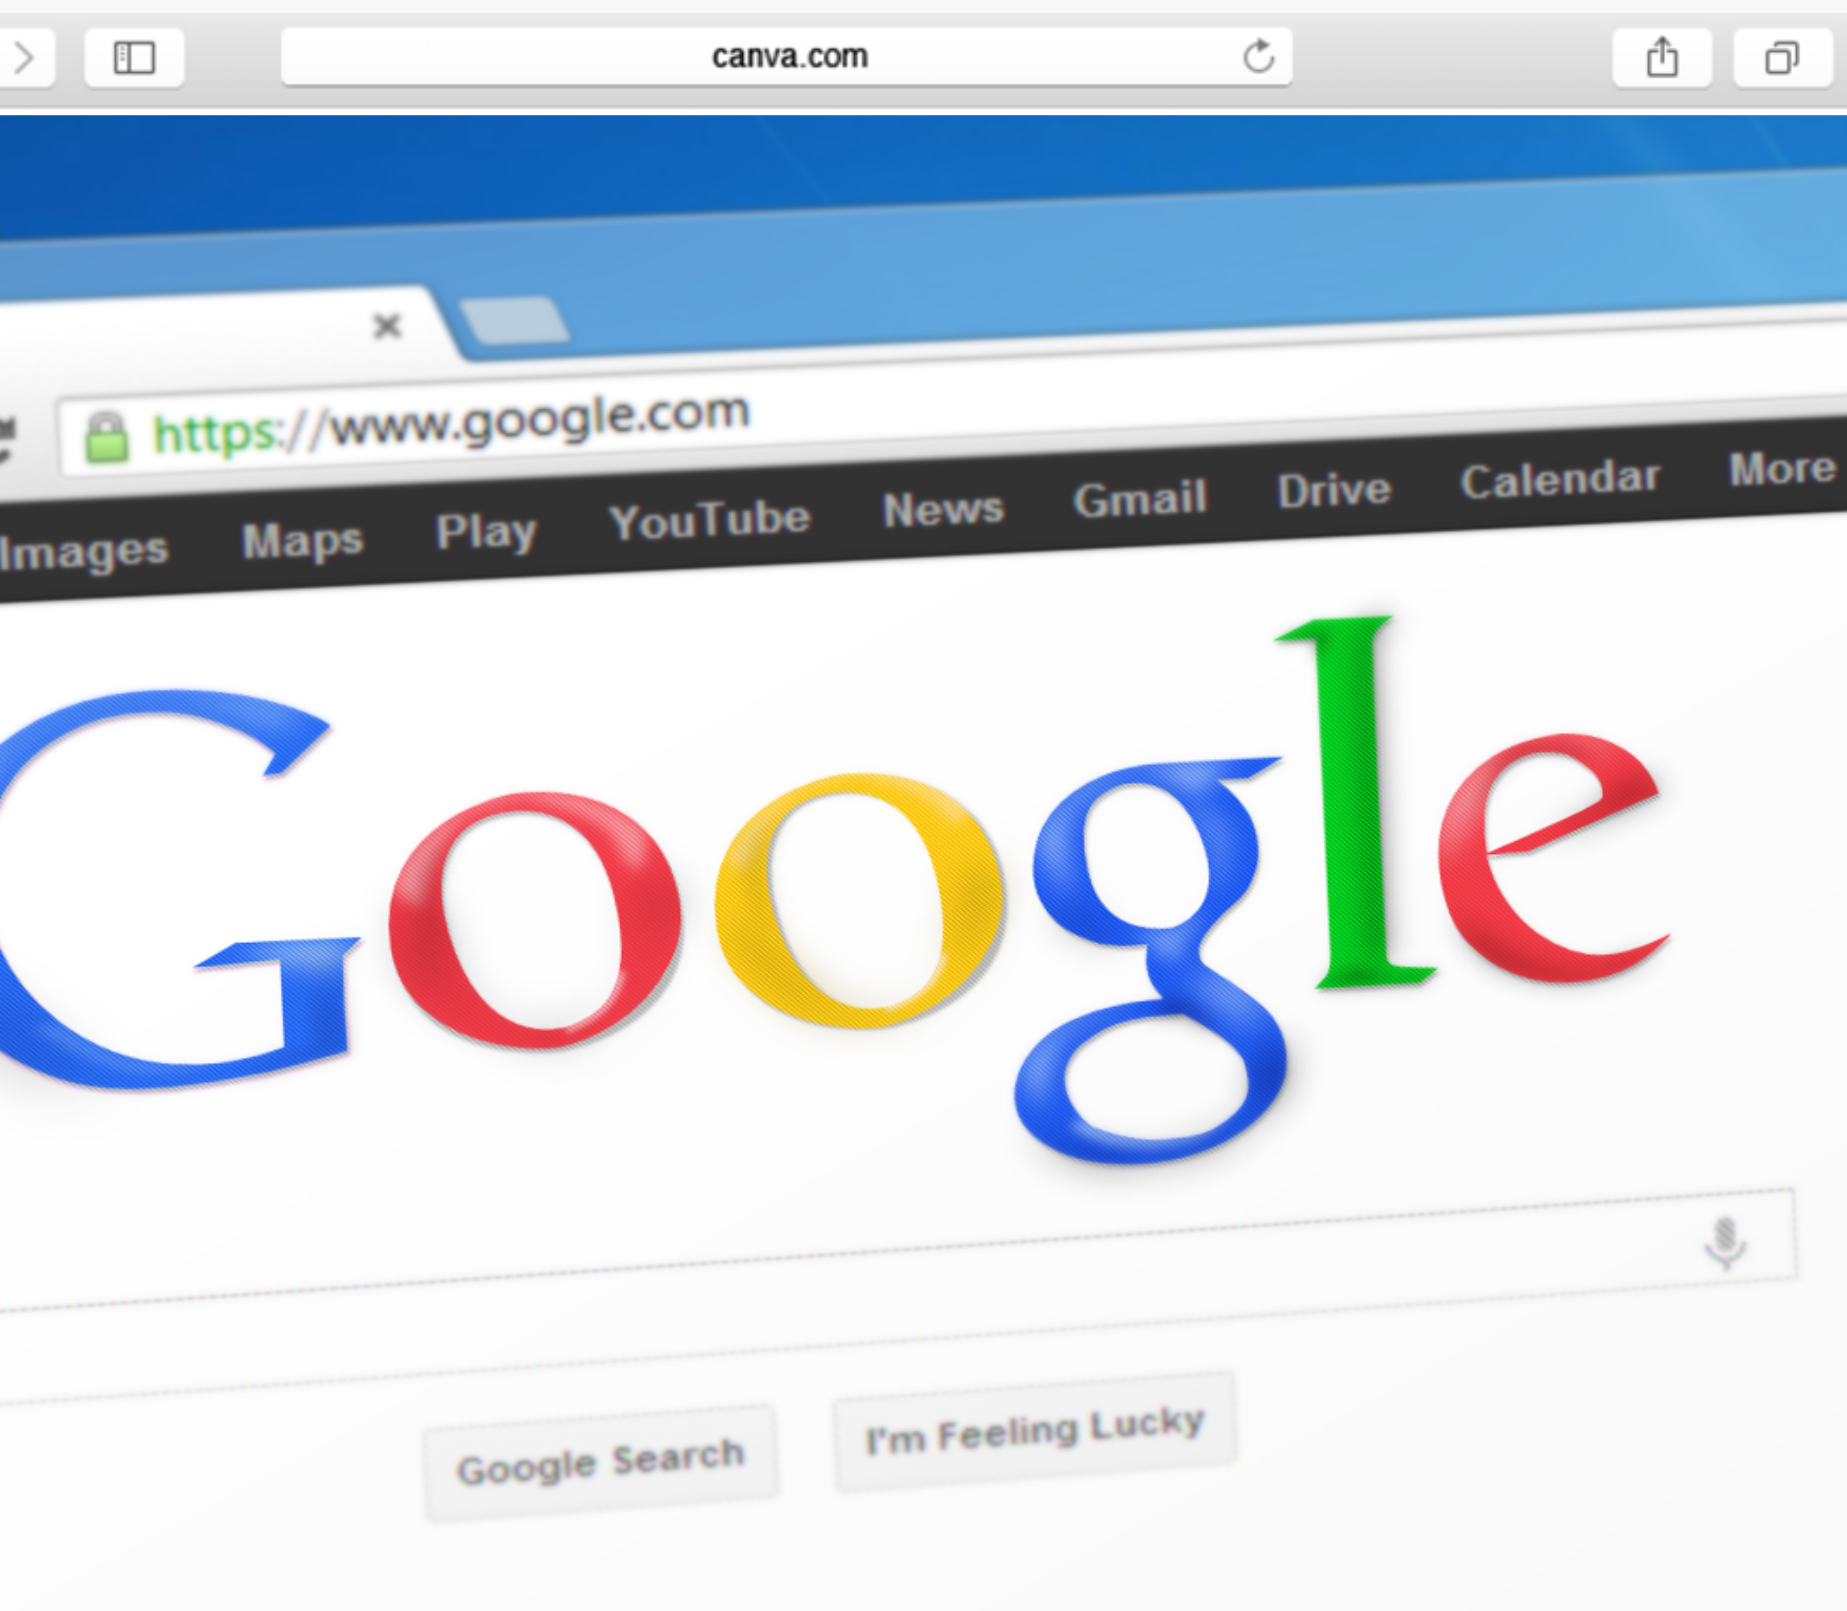 canva.com
https://www.google.com
Images Maps Play YouTube News Gmail Drive Calendar More
Google
Google Search I'm Feeling Lucky